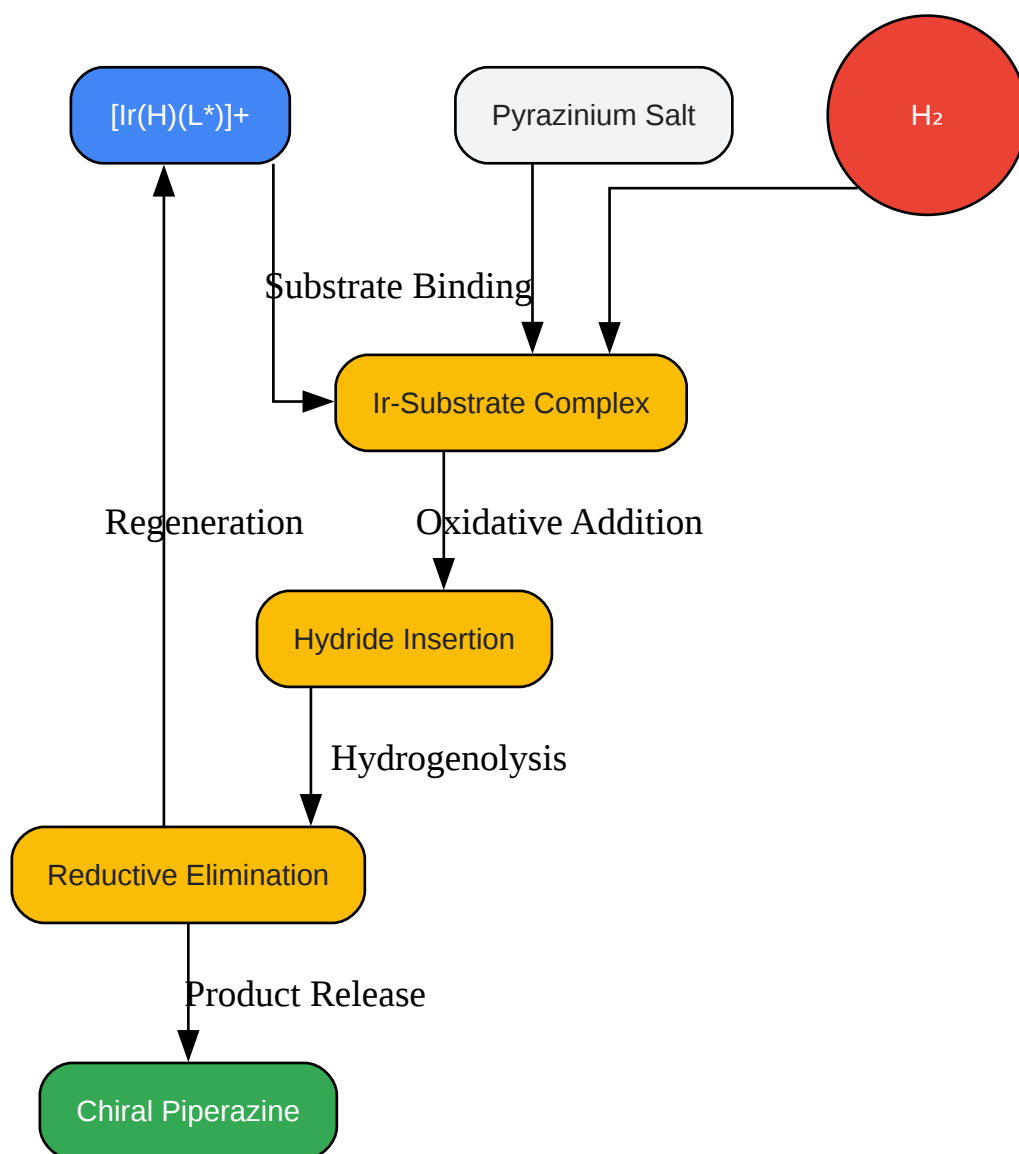 [Ir(H)(L*)]+
Pyrazinium Salt
H₂
Substrate Binding
Ir-Substrate Complex
Regeneration
Oxidative Addition
Hydride Insertion
Hydrogenolysis
Reductive Elimination
Product Release
Chiral Piperazine